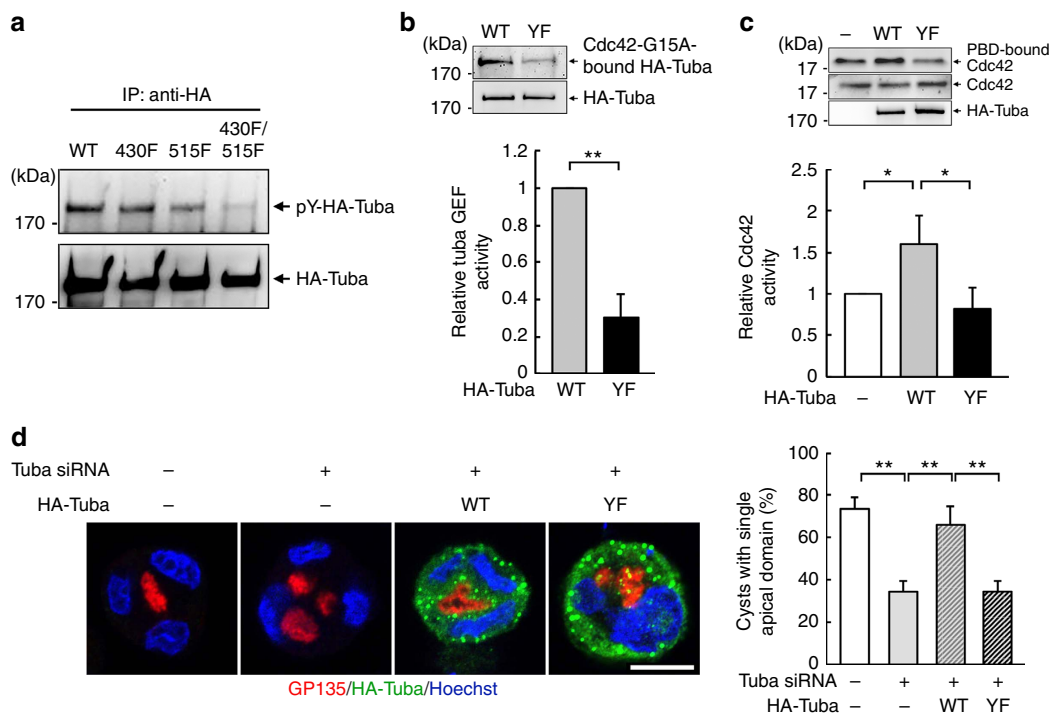 a
IP: anti-HA
WT 430F 515F 430F/515F
(kDa)
170
pY-HA-Tuba
170
HA-Tuba
b
WT YF
(kDa)
170
Cdc42-G15A-
bound HA-Tuba
HA-Tuba
Relative tuba GEF
activity
1.2
1
0.8
0.6
0.4
0.2
0
**
HA-Tuba WT YF
c
– WT YF
(kDa)
17
PBD-bound
Cdc42
17
Cdc42
170
HA-Tuba
Relative Cdc42
activity
2.5
2
1.5
1
0.5
0
* *
HA-Tuba – WT YF
d
Tuba siRNA – + + +
HA-Tuba – – WT YF
GP135/HA-Tuba/Hoechst
Cysts with single
apical domain (%)
100
80
60
40
20
0
** ** **
Tuba siRNA – + + +
HA-Tuba – – WT YF